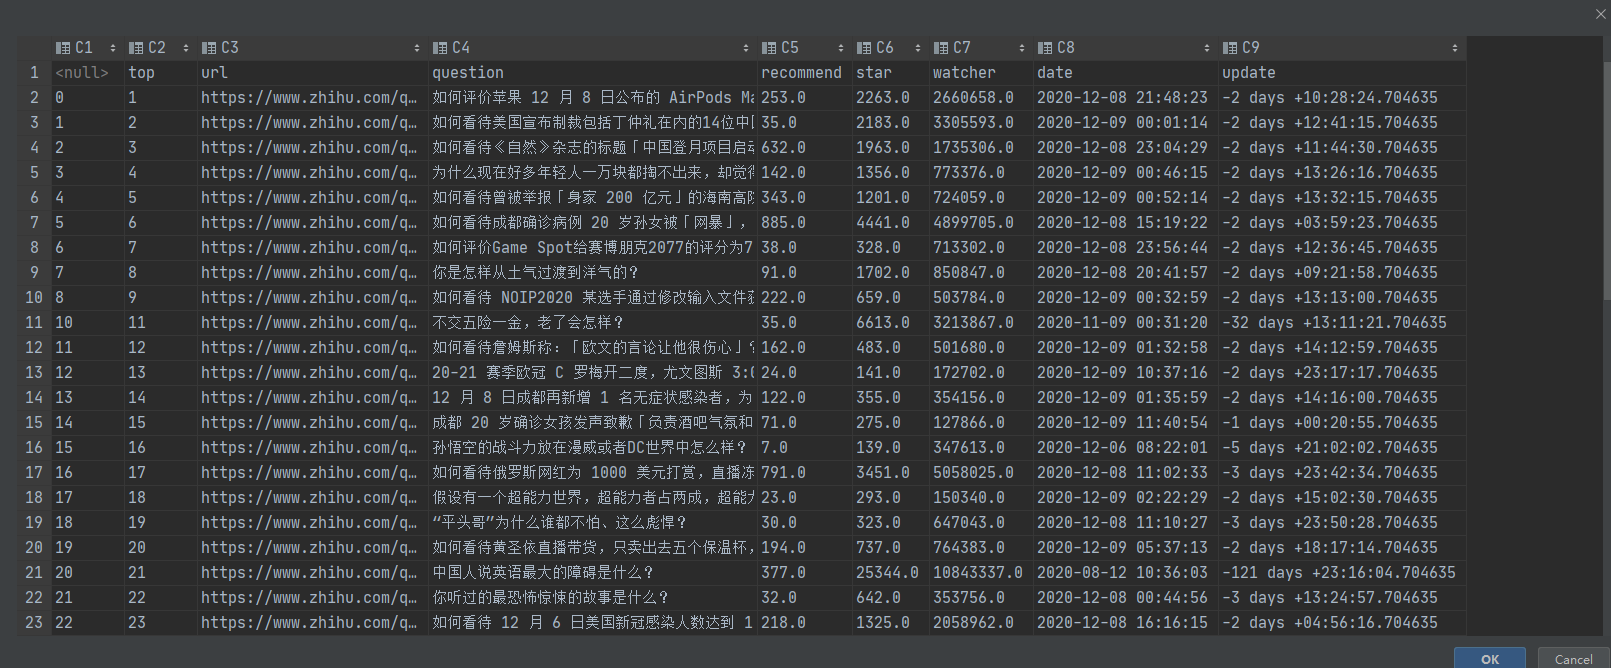 C1 C2 C3 C4 C5 C6 C7 C8 C9
1 <null> top url question recommend star watcher date update
2 0 1 https://www.zhihu.com/q… 如何评价苹果 12 月 8 日公布的 AirPods Ma 253.0 2263.0 2660658.0 2020-12-08 21:48:23 -2 days +10:28:24.704635
3 1 2 https://www.zhihu.com/q… 如何看待美国宣布制裁包括丁仲礼在内的14位中国 35.0 2183.0 3305593.0 2020-12-09 00:01:14 -2 days +12:41:15.704635
4 2 3 https://www.zhihu.com/q… 如何看待《自然》杂志的标题「中国登月项目启动 632.0 1963.0 1735306.0 2020-12-08 23:04:29 -2 days +11:44:30.704635
5 3 4 https://www.zhihu.com/q… 为什么现在好多年轻人一万块都掏不出来，却觉得 142.0 1356.0 773376.0 2020-12-09 00:46:15 -2 days +13:26:16.704635
6 4 5 https://www.zhihu.com/q… 如何看待曾被举报「身家 200 亿元」的海南高院 343.0 1201.0 724059.0 2020-12-09 00:52:14 -2 days +13:32:15.704635
7 5 6 https://www.zhihu.com/q… 如何看待成都确诊病例 20 岁孙女被「网暴」， 885.0 4441.0 4899705.0 2020-12-08 15:19:22 -2 days +03:59:23.704635
8 6 7 https://www.zhihu.com/q… 如何评价Game Spot给赛博朋克2077的评分为7 38.0 328.0 713302.0 2020-12-08 23:56:44 -2 days +12:36:45.704635
9 7 8 https://www.zhihu.com/q… 你是怎样从土气过渡到洋气的？ 91.0 1702.0 850847.0 2020-12-08 20:41:57 -2 days +09:21:58.704635
10 8 9 https://www.zhihu.com/q… 如何看待 NOIP2020 某选手通过修改输入文件获 222.0 659.0 503784.0 2020-12-09 00:32:59 -2 days +13:13:00.704635
11 10 11 https://www.zhihu.com/q… 不交五险一金，老了会怎样？ 35.0 6613.0 3213867.0 2020-11-09 00:31:20 -32 days +13:11:21.704635
12 11 12 https://www.zhihu.com/q… 如何看待詹姆斯称：「欧文的言论让他很伤心」？ 162.0 483.0 501680.0 2020-12-09 01:32:58 -2 days +14:12:59.704635
13 12 13 https://www.zhihu.com/q… 20-21 赛季欧冠 C 罗梅开二度，尤文图斯 3:0 24.0 141.0 172702.0 2020-12-09 10:37:16 -2 days +23:17:17.704635
14 13 14 https://www.zhihu.com/q… 12 月 8 日成都再新增 1 名无症状感染者，为 122.0 355.0 354156.0 2020-12-09 01:35:59 -2 days +14:16:00.704635
15 14 15 https://www.zhihu.com/q… 成都 20 岁确诊女孩发声致歉「负责酒吧气氛和 71.0 275.0 127866.0 2020-12-09 11:40:54 -1 days +00:20:55.704635
16 15 16 https://www.zhihu.com/q… 孙悟空的战斗力放在漫威或者DC世界中怎么样？ 7.0 139.0 347613.0 2020-12-06 08:22:01 -5 days +21:02:02.704635
17 16 17 https://www.zhihu.com/q… 如何看待俄罗斯网红为 1000 美元打赏，直播冻 791.0 3451.0 5058025.0 2020-12-08 11:02:33 -3 days +23:42:34.704635
18 17 18 https://www.zhihu.com/q… 假设有一个超能力世界，超能力者占两成，超能力 23.0 293.0 150340.0 2020-12-09 02:22:29 -2 days +15:02:30.704635
19 18 19 https://www.zhihu.com/q… “平头哥”为什么谁都不怕、这么彪悍？ 30.0 323.0 647043.0 2020-12-08 11:10:27 -3 days +23:50:28.704635
20 19 20 https://www.zhihu.com/q… 如何看待黄圣依直播带货，只卖出去五个保温杯， 194.0 737.0 764383.0 2020-12-09 05:37:13 -2 days +18:17:14.704635
21 20 21 https://www.zhihu.com/q… 中国人说英语最大的障碍是什么？ 377.0 25344.0 10843337.0 2020-08-12 10:36:03 -121 days +23:16:04.704635
22 21 22 https://www.zhihu.com/q… 你听过的最恐怖惊悚的故事是什么？ 32.0 642.0 353756.0 2020-12-08 00:44:56 -3 days +13:24:57.704635
23 22 23 https://www.zhihu.com/q… 如何看待 12 月 6 日美国新冠感染人数达到 1 218.0 1325.0 2058962.0 2020-12-08 16:16:15 -2 days +04:56:16.704635
OK Cancel